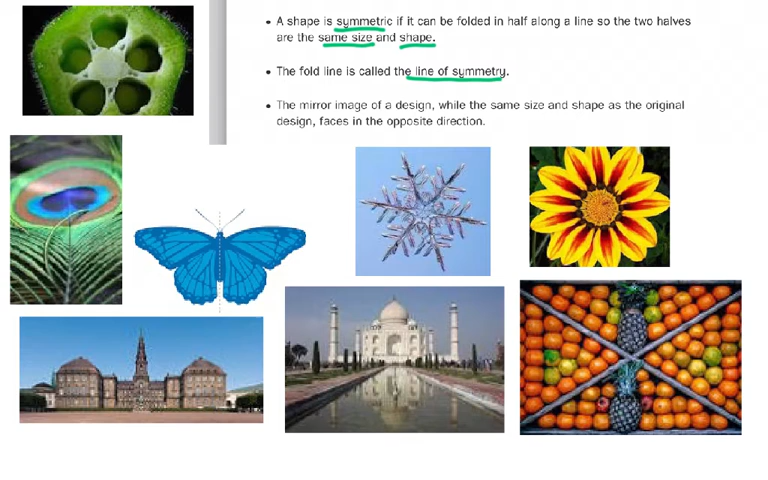 • A shape is symmetric if it can be folded in half along a line so the two halves
are the same size and shape.
• The fold line is called the line of symmetry.
• The mirror image of a design, while the same size and shape as the original
design, faces in the opposite direction.